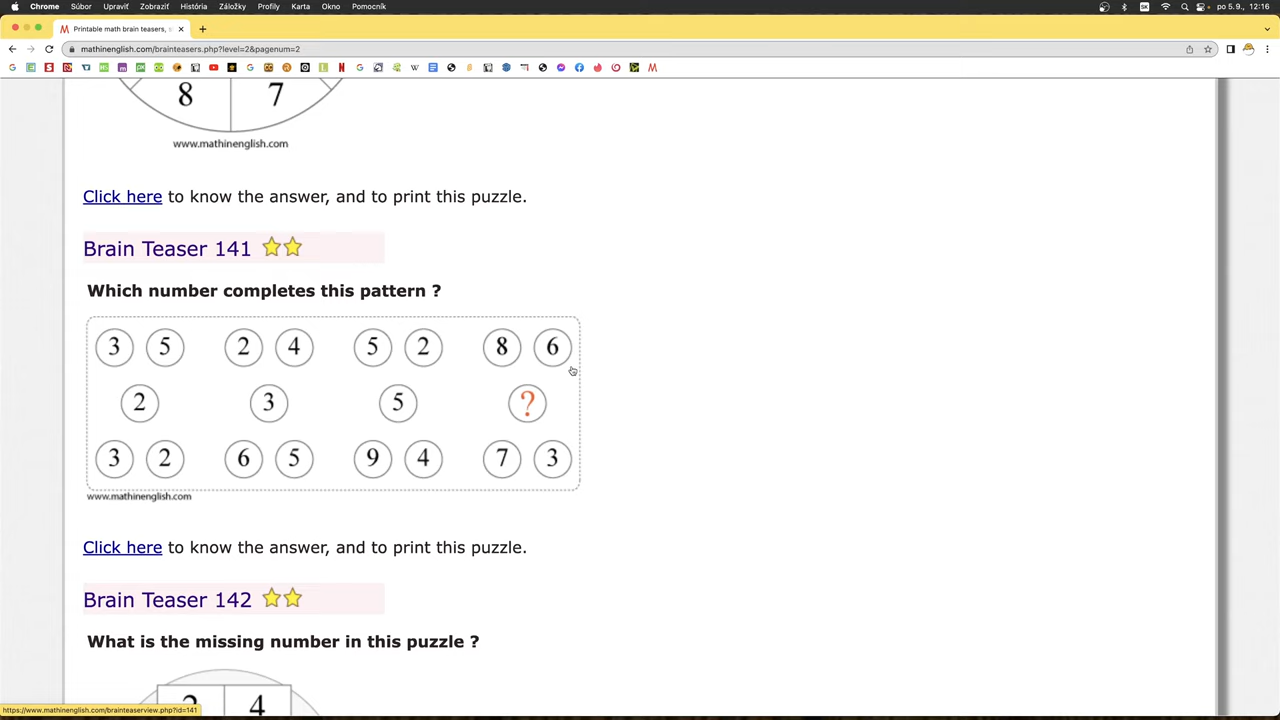 Chrome Súbor Upraviť Zobraziť História Záložky Profily Karta Okno Pomocník SK po 5.9., 12:16
Printable math brain teasers, s
mathinenglish.com/brainteasers.php?level=2&pagenum=2
8 7
www.mathinenglish.com
Click here to know the answer, and to print this puzzle.
Brain Teaser 141
Which number completes this pattern ?
3 5 2 4 5 2 8 6
2 3 5 ?
3 2 6 5 9 4 7 3
www.mathinenglish.com
Click here to know the answer, and to print this puzzle.
Brain Teaser 142
What is the missing number in this puzzle ?
4
https://www.mathinenglish.com/brainteaserview.php?id=141